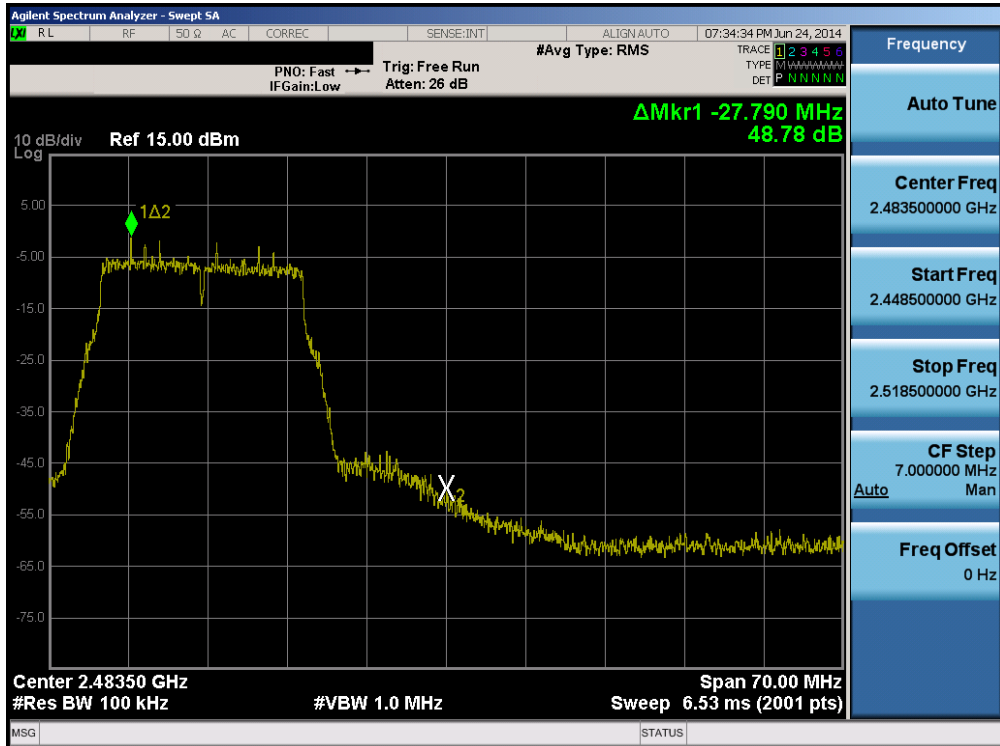 Agilent Spectrum Analyzer - Swept SA
LXI RL RF 50 Ω AC CORREC SENSE:INT ALIGN AUTO 07:34:34 PM Jun 24, 2014
#Avg Type: RMS TRACE 1 2 3 4 5 6
PNO: Fast Trig: Free Run TYPE M WWWWW
IFGain:Low Atten: 26 dB DET P N N N N N
ΔMkr1 -27.790 MHz
10 dB/div Ref 15.00 dBm 48.78 dB
Log
5.00
1Δ2
-5.00
-15.0
-25.0
-35.0
-45.0
X2
-55.0
-65.0
-75.0
Center 2.48350 GHz Span 70.00 MHz
#Res BW 100 kHz #VBW 1.0 MHz Sweep 6.53 ms (2001 pts)
MSG STATUS
Frequency
Auto Tune
Center Freq
2.483500000 GHz
Start Freq
2.448500000 GHz
Stop Freq
2.518500000 GHz
CF Step
7.000000 MHz
Auto Man
Freq Offset
0 Hz